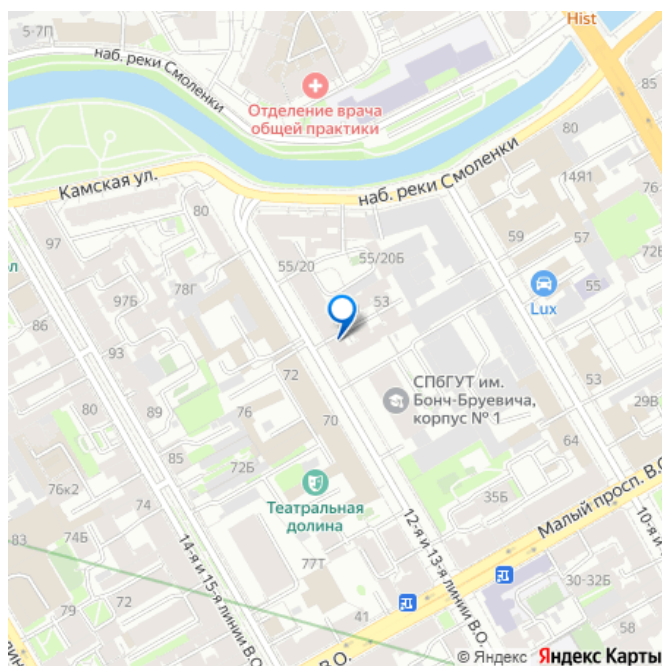 5-7П
Hist
наб. реки Смоленки
85
Отделение врача
общей практики
80
Камская ул.
наб. реки Смоленки
14Я1
76
80
59
57
72Б
97
55/20
55/20Б
78Г
97Б
53
55
Lux
86
93
72
СПбГУТ им.
Бонч-Бруевича,
корпус № 1
53
80
89
76
70
29В
85
64
76к2
72Б
74
35Б
Театральная
долина
Малый просп. В.О.
83
74Б
12-я и 13-я линии В.О.
10-я и
77Т
14-я и 15-я линии В.О.
30-32Б
79
72
41
58
В.О.
© Яндекс Яндекс Карты